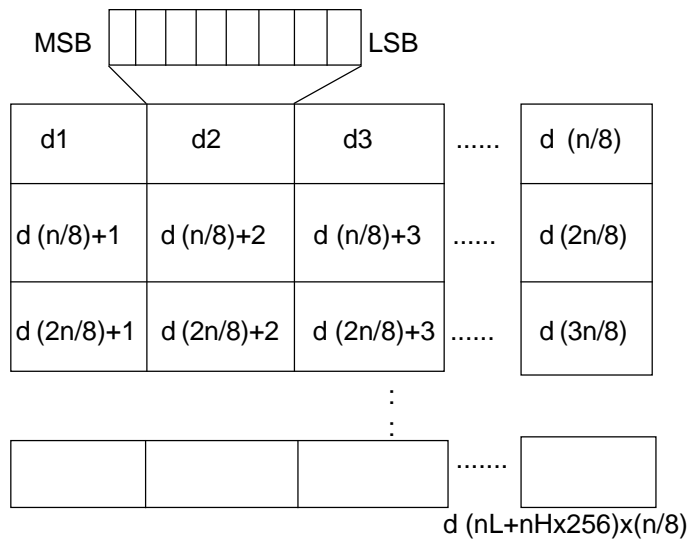 MSB LSB
d1 d2 d3 ...... d (n/8)
d (n/8)+1 d (n/8)+2 d (n/8)+3 ...... d (2n/8)
d (2n/8)+1 d (2n/8)+2 d (2n/8)+3 ...... d (3n/8)
:
:
.......
d (nL+nHx256)x(n/8)